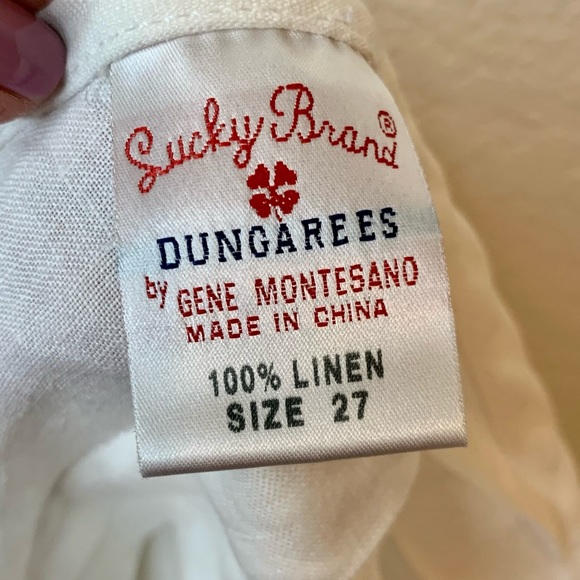 Lucky Brand®
DUNGAREES
by GENE MONTESANO
MADE IN CHINA
100% LINEN
SIZE 27